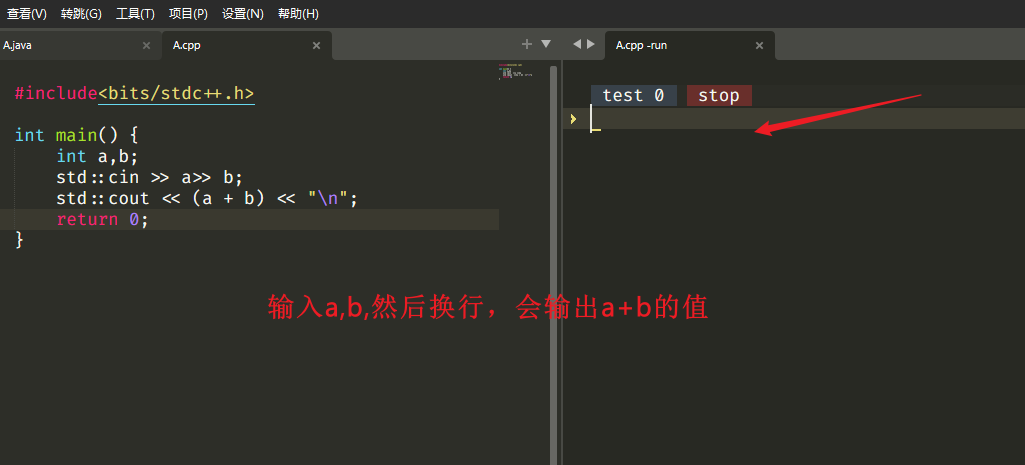 查看(V) 转跳(G) 工具(T) 项目(P) 设置(N) 帮助(H)
A.java × A.cpp × + A.cpp -run ×
#include<bits/stdc++.h>
int main() {
int a,b;
std::cin >> a>> b;
std::cout << (a + b) << "\n";
return 0;
}
test 0 stop
输入a,b,然后换行，会输出a+b的值